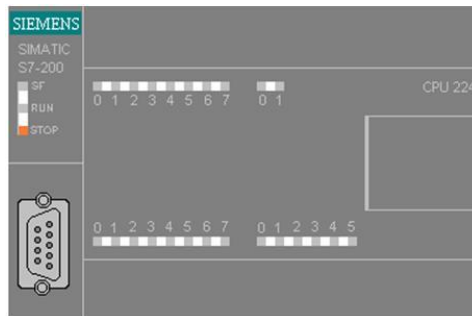 SIEMENS
SIMATIC
S7-200
SF
RUN
STOP
0 1 2 3 4 5 6 7
0 1
CPU 224
0 1 2 3 4 5 6 7
0 1 2 3 4 5